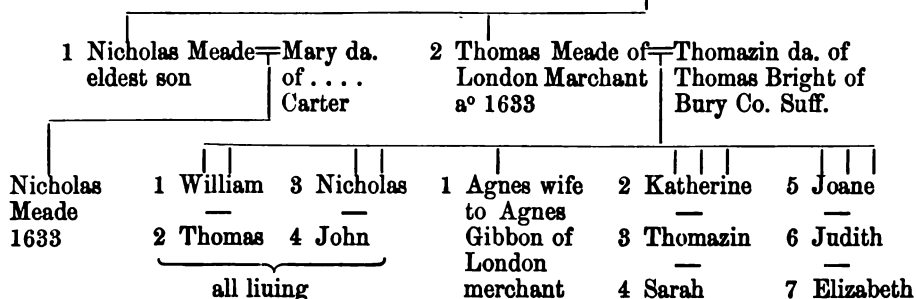 1 Nicholas Meade=Mary da. 2 Thomas Meade of=Thomazin da. of
eldest son of . . . . London Marchant Thomas Bright of
Carter aº 1633 Bury Co. Suff.
Nicholas 1 William 3 Nicholas 1 Agnes wife 2 Katherine 5 Joane
Meade — — to Agnes — —
1633 2 Thomas 4 John Gibbon of 3 Thomazin 6 Judith
London — —
all liuing merchant 4 Sarah 7 Elizabeth